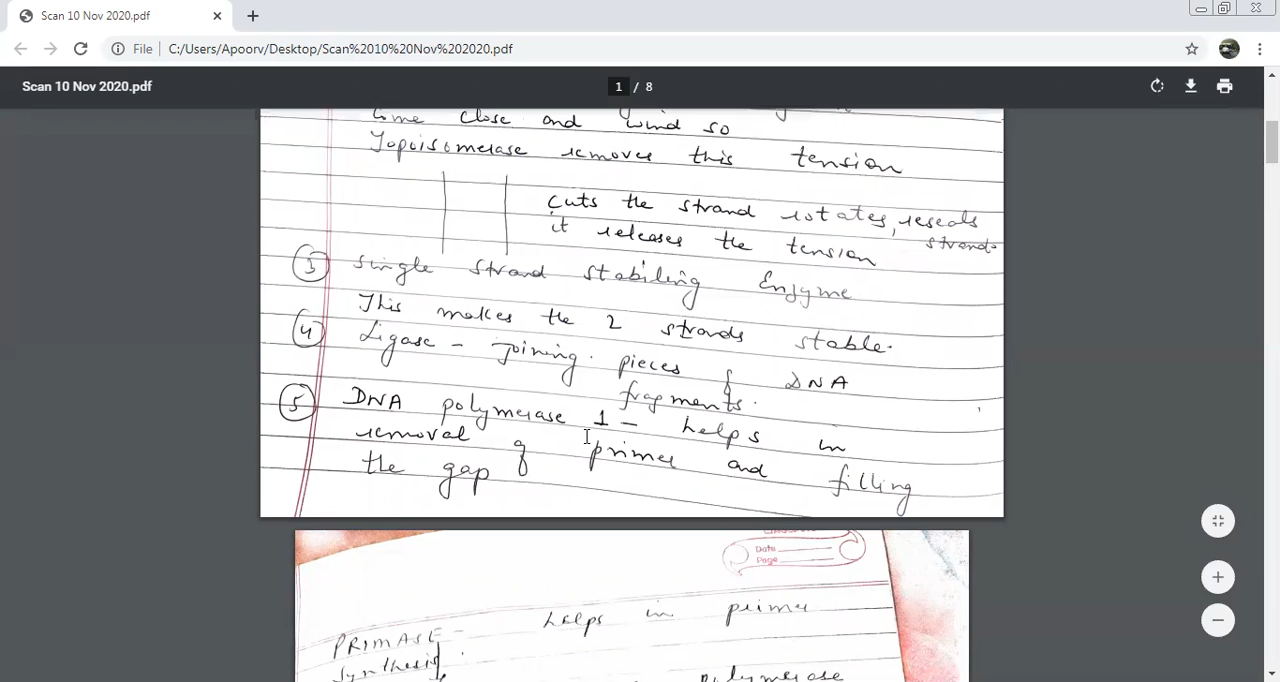 Scan 10 Nov 2020.pdf
File C:/Users/Apoorv/Desktop/Scan%2010%20Nov%202020.pdf
Scan 10 Nov 2020.pdf
1 / 8
time close and wind so
Topoisomerase removes this tension
cuts the strand rotates, reseals strand
it releases the tension
3 single strand stabiling Enzyme
This makes the 2 strands stable.
4 Ligase - Joining pieces of DNA
fragments.
5 DNA polymerase 1 - helps in
removal of primer and filling
the gap
Date
Page
PRIMASE - helps in primer
synthesis.
polymerase